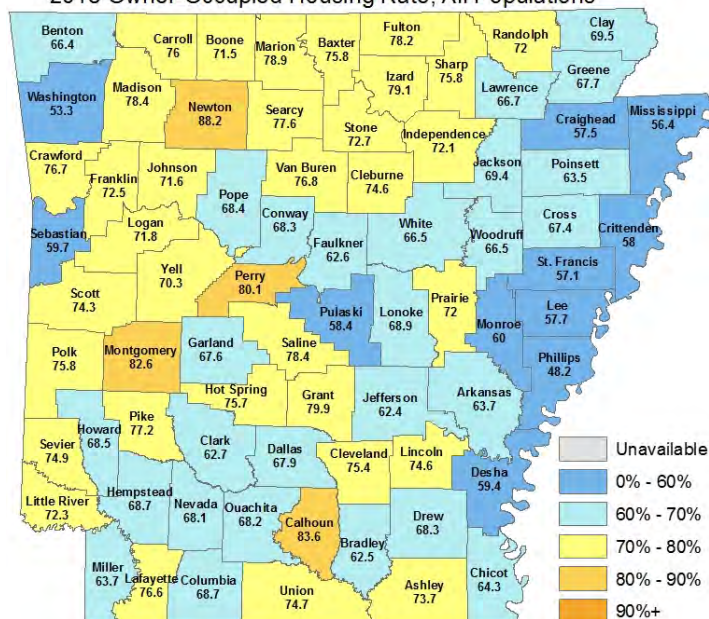 2018 Owner Occupied Housing Rate, All Populations
Benton
66.4
Carroll
76
Boone
71.5
Marion
78.9
Baxter
75.8
Fulton
78.2
Randolph
72
Clay
69.5
Washington
53.3
Madison
78.4
Newton
88.2
Searcy
77.6
Izard
79.1
Sharp
75.8
Lawrence
66.7
Greene
67.7
Stone
72.7
Independence
72.1
Craighead
57.5
Mississippi
56.4
Crawford
76.7
Franklin
72.5
Johnson
71.6
Pope
68.4
Van Buren
76.8
Cleburne
74.6
Jackson
69.4
Poinsett
63.5
Sebastian
59.7
Logan
71.8
Conway
68.3
Faulkner
62.6
White
66.5
Woodruff
66.5
Cross
67.4
Crittenden
58
Scott
74.3
Yell
70.3
Perry
80.1
Pulaski
58.4
Lonoke
68.9
Prairie
72
Monroe
60
St. Francis
57.1
Lee
57.7
Polk
75.8
Montgomery
82.6
Garland
67.6
Saline
78.4
Phillips
48.2
Hot Spring
75.7
Grant
79.9
Jefferson
62.4
Arkansas
63.7
Sevier
74.9
Howard
68.5
Pike
77.2
Clark
62.7
Dallas
67.9
Cleveland
75.4
Lincoln
74.6
Desha
59.4
Little River
72.3
Hempstead
68.7
Nevada
68.1
Ouachita
68.2
Calhoun
83.6
Bradley
62.5
Drew
68.3
Miller
63.7
Lafayette
76.6
Columbia
68.7
Union
74.7
Ashley
73.7
Chicot
64.3
Unavailable
0% - 60%
60% - 70%
70% - 80%
80% - 90%
90%+